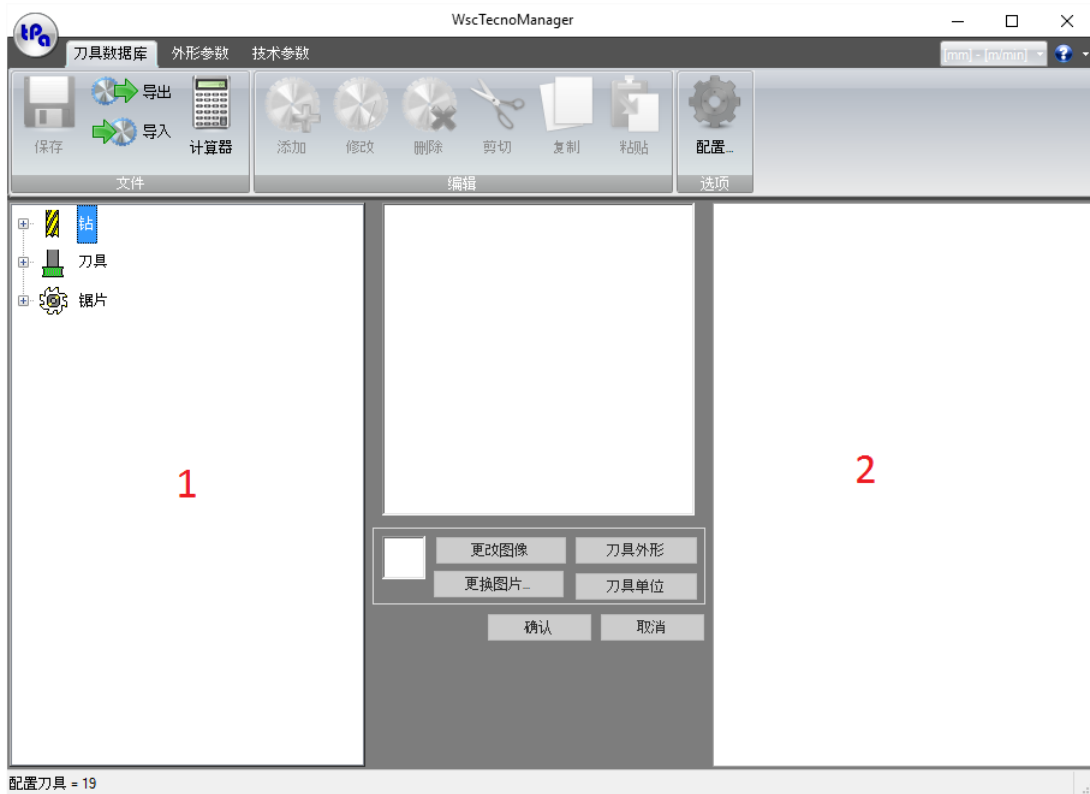 WscTecnoManager
tpa
刀具数据库 外形参数 技术参数 [mm] - [m/min]
保存 导出 导入 计算器 添加 修改 删除 剪切 复制 粘贴 配置...
文件 编辑 选项
钻
刀具
锯片
1
2
更改图像 刀具外形
更换图片... 刀具单位
确认 取消
配置刀具 = 19